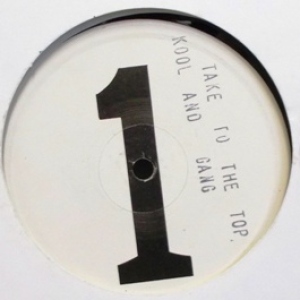 TAKE TO THE TOP.
KOOL AND GANG
1